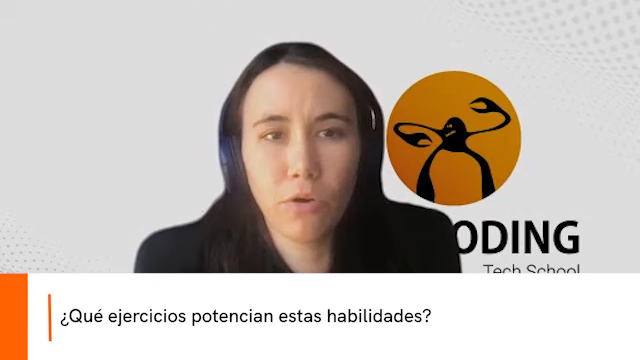 ODING
Tech School
¿Qué ejercicios potencian estas habilidades?